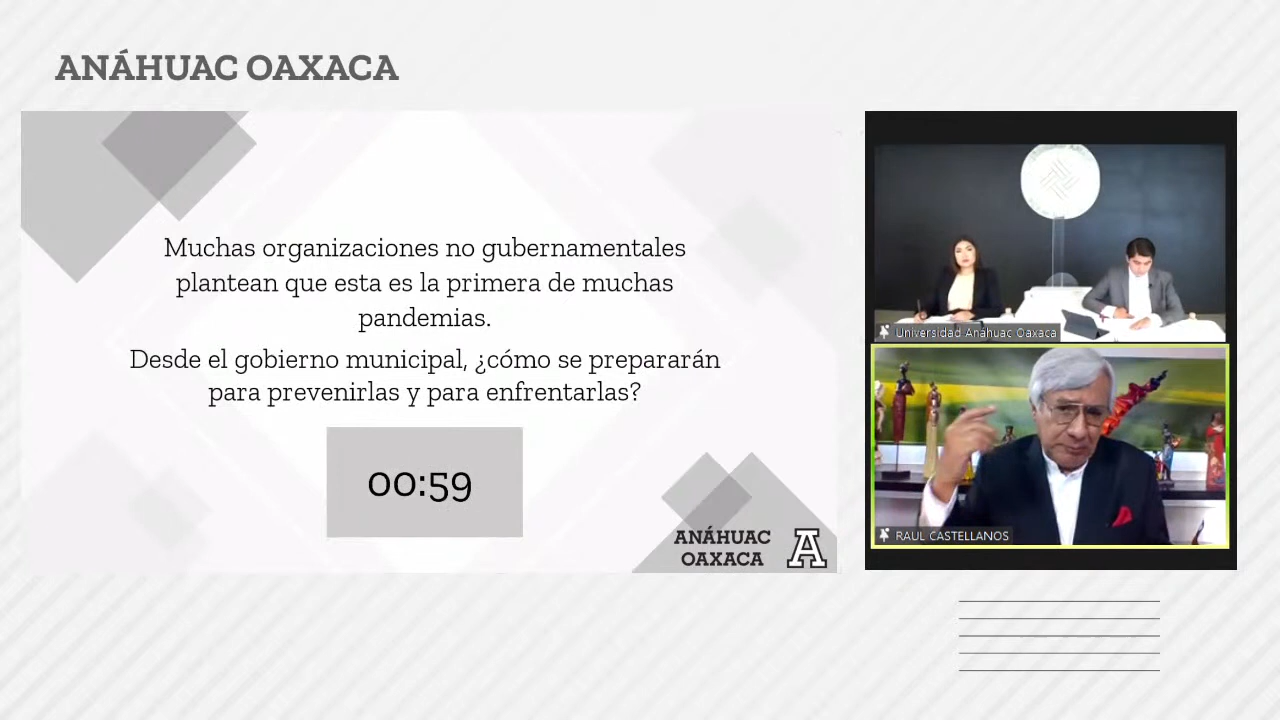 ANÁHUAC OAXACA
Muchas organizaciones no gubernamentales
plantean que esta es la primera de muchas
pandemias.
Desde el gobierno municipal, ¿cómo se prepararán
para prevenirlas y para enfrentarlas?
00:59
ANÁHUAC
OAXACA
A
Universidad Anáhuac Oaxaca
RAUL CASTELLANOS